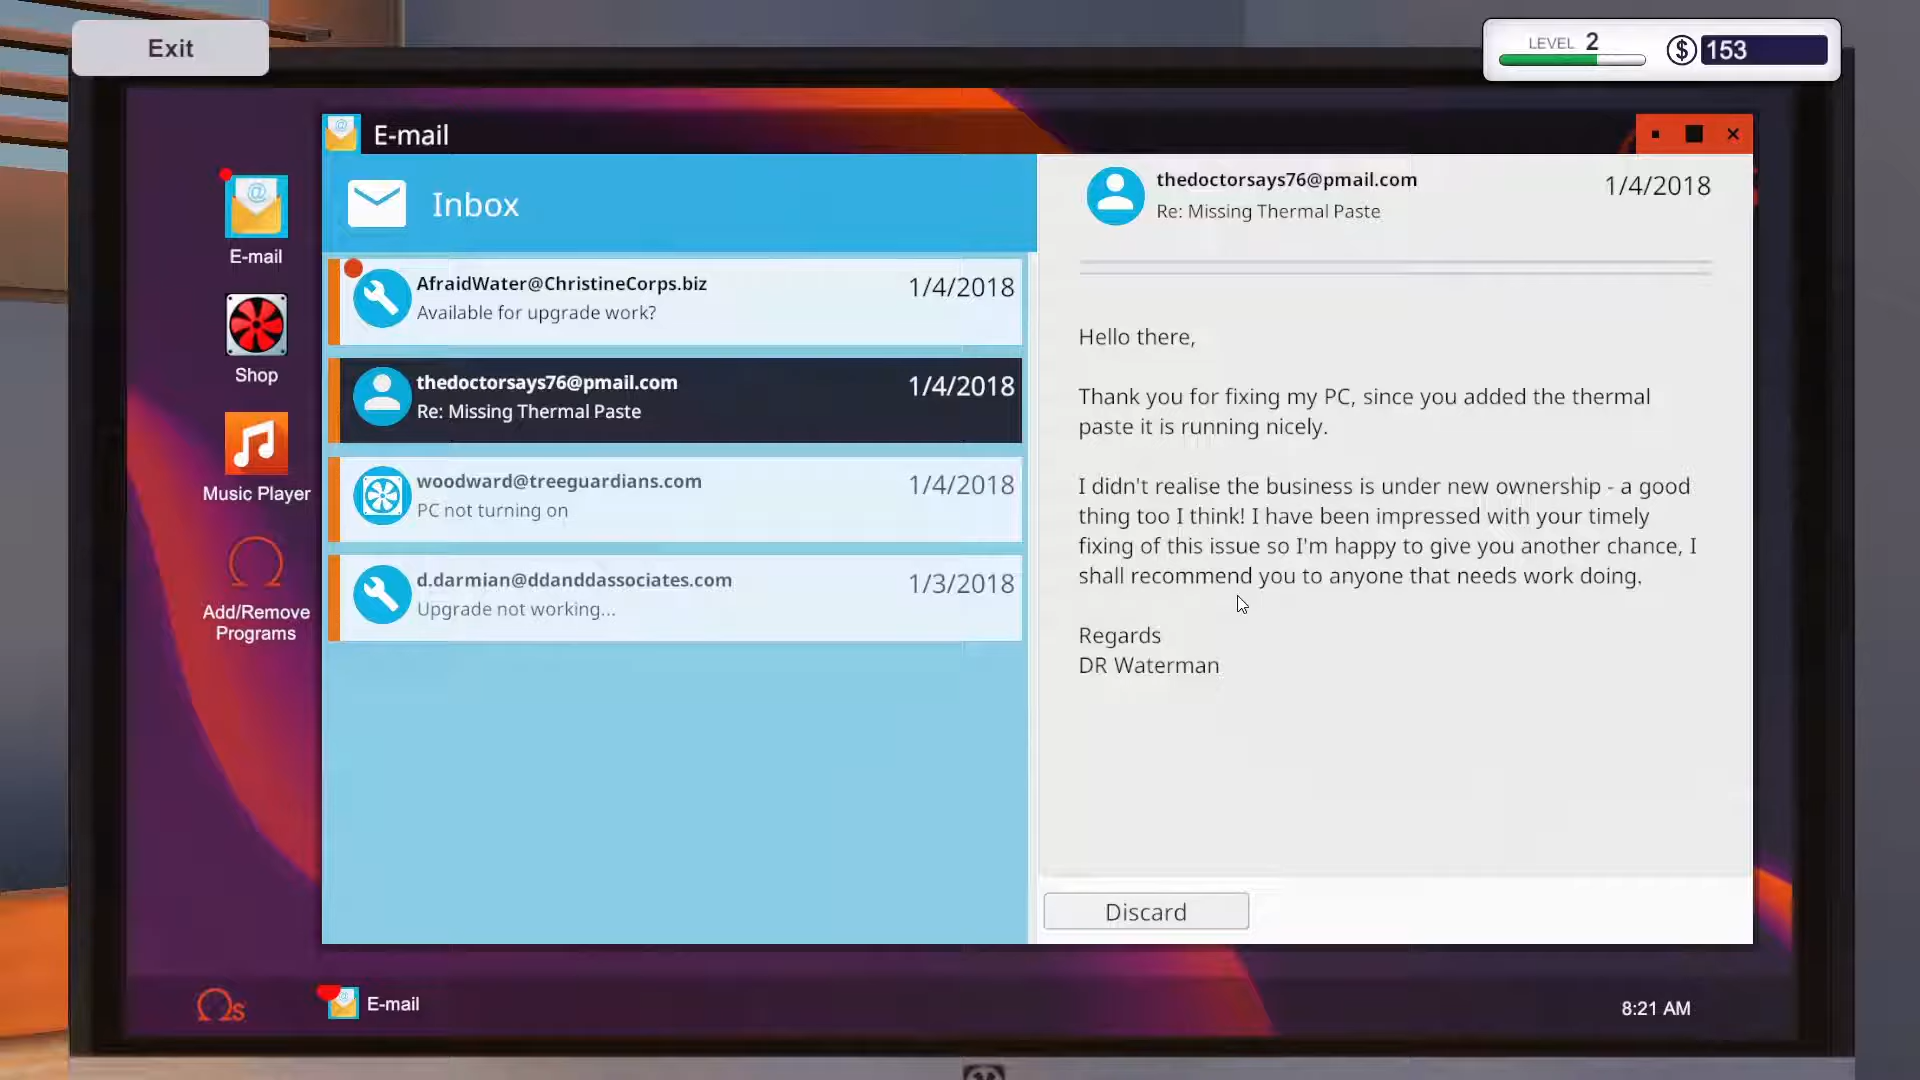 Exit
LEVEL 2
$ 153
E-mail
E-mail
Shop
Music Player
Add/Remove
Programs
Inbox
AfraidWater@ChristineCorps.biz
1/4/2018
Available for upgrade work?
thedoctorsays76@pmail.com
1/4/2018
Re: Missing Thermal Paste
woodward@treeguardians.com
1/4/2018
PC not turning on
d.darmian@ddanddassociates.com
1/3/2018
Upgrade not working...
thedoctorsays76@pmail.com
1/4/2018
Re: Missing Thermal Paste
Hello there,
Thank you for fixing my PC, since you added the thermal
paste it is running nicely.
I didn't realise the business is under new ownership - a good
thing too I think! I have been impressed with your timely
fixing of this issue so I'm happy to give you another chance, I
shall recommend you to anyone that needs work doing.
Regards
DR Waterman
Discard
Ωs
E-mail
8:21 AM